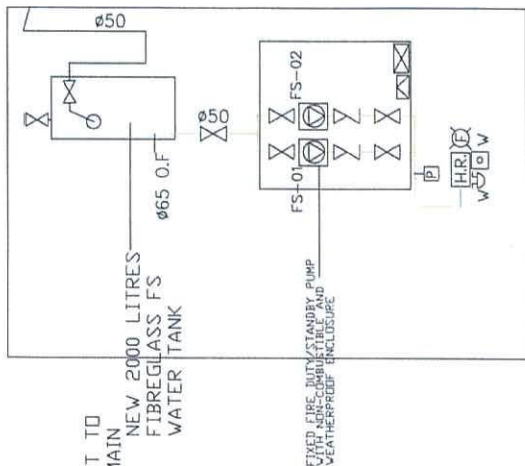 ø50
T TO
MAIN
NEW 2000 LITRES
FIBREGLASS FS
WATER TANK
ø65 O.F
ø50
FS-01
FS-02
FIXED FIRE DUTY/STANDBY PUMP
WITH NON-COMBUSTIBLE AND
WEATHERPROOF ENCLOSURE
P
H.R.
F
W
W